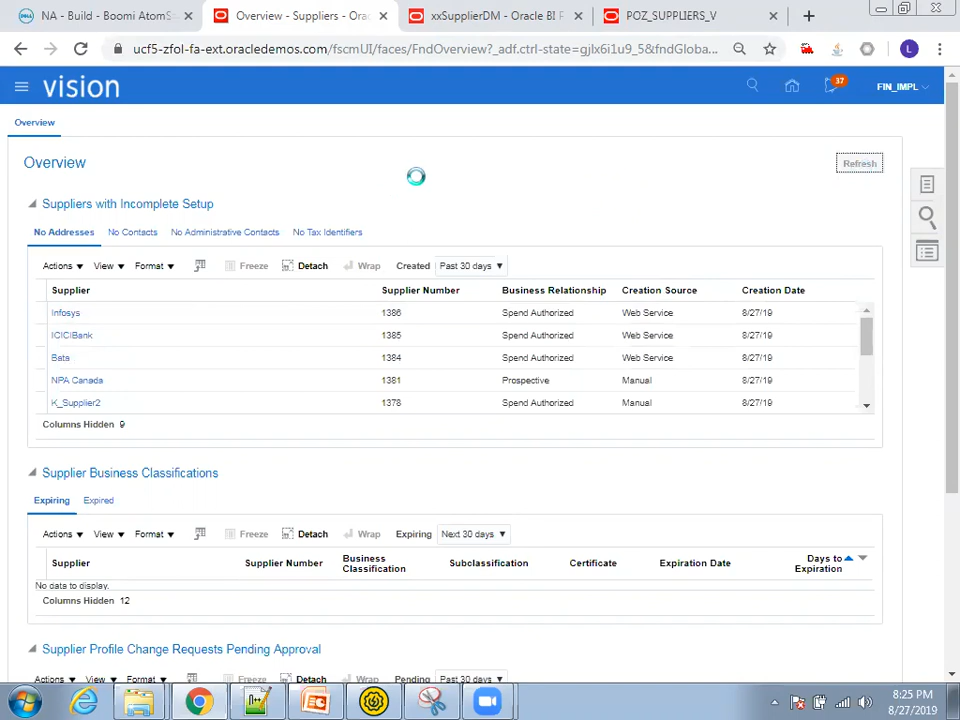 NA - Build - Boomi AtomS
Overview - Suppliers - Ora
xxSupplierDM - Oracle BI P
POZ_SUPPLIERS_V
ucf5-zfol-fa-ext.oracledemos.com/fscmUI/faces/FndOverview?_adf.ctrl-state=gjlx6i1u9_5&fndGloba...
L
vision
37
FIN_IMPL
Overview
Overview
Refresh
Suppliers with Incomplete Setup
No Addresses No Contacts No Administrative Contacts No Tax Identifiers
Actions View Format Freeze Detach Wrap Created Past 30 days
Supplier Supplier Number Business Relationship Creation Source Creation Date
Infosys 1386 Spend Authorized Web Service 8/27/19
ICICIBank 1385 Spend Authorized Web Service 8/27/19
Bata 1384 Spend Authorized Web Service 8/27/19
NPA Canada 1381 Prospective Manual 8/27/19
K_Supplier2 1378 Spend Authorized Manual 8/27/19
Columns Hidden 9
Supplier Business Classifications
Expiring Expired
Actions View Format Freeze Detach Wrap Expiring Next 30 days
Supplier Supplier Number Business Classification Subclassification Certificate Expiration Date Days to Expiration
No data to display.
Columns Hidden 12
Supplier Profile Change Requests Pending Approval
Actions View Format Freeze Detach Wrap Pending Past 30 days
8:25 PM
8/27/2019